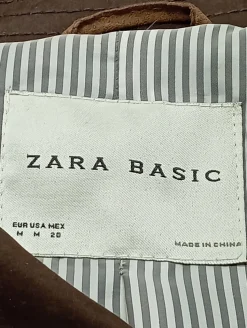 ZARA BASIC
EUR USA MEX
M M 28
MADE IN CHINA